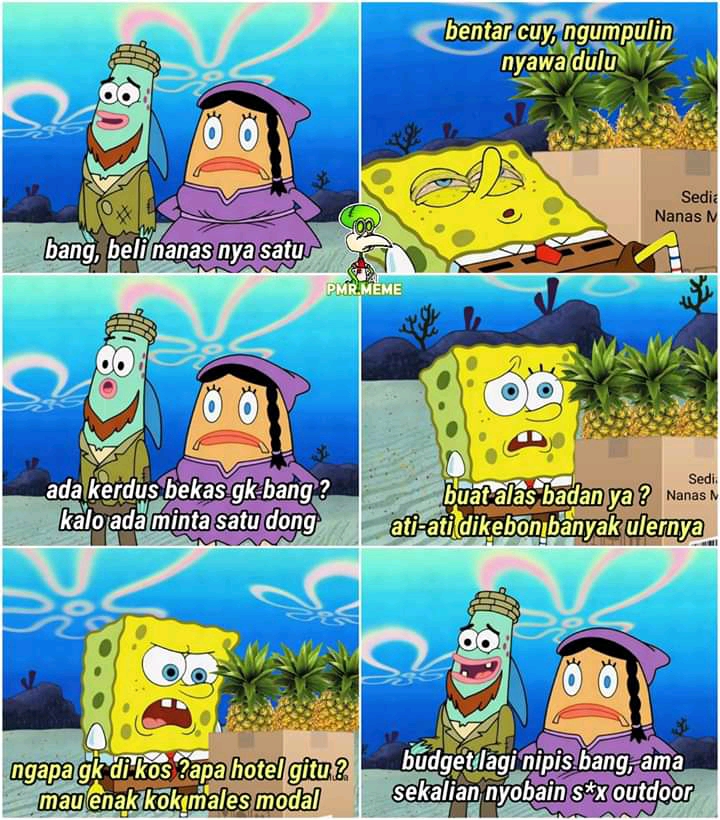 bang, beli nanas nya satu
bentar cuy, ngumpulin
nyawa dulu
Sedia
Nanas M
PMR.MEME
ada kerdus bekas gk bang ?
kalo ada minta satu dong
buat alas badan ya ?
ati-ati dikebon banyak ulernya
Sedia
Nanas M
ngapa gk di kos ?apa hotel gitu ?
mau enak kok males modal
budget lagi nipis bang, ama
sekalian nyobain s*x outdoor